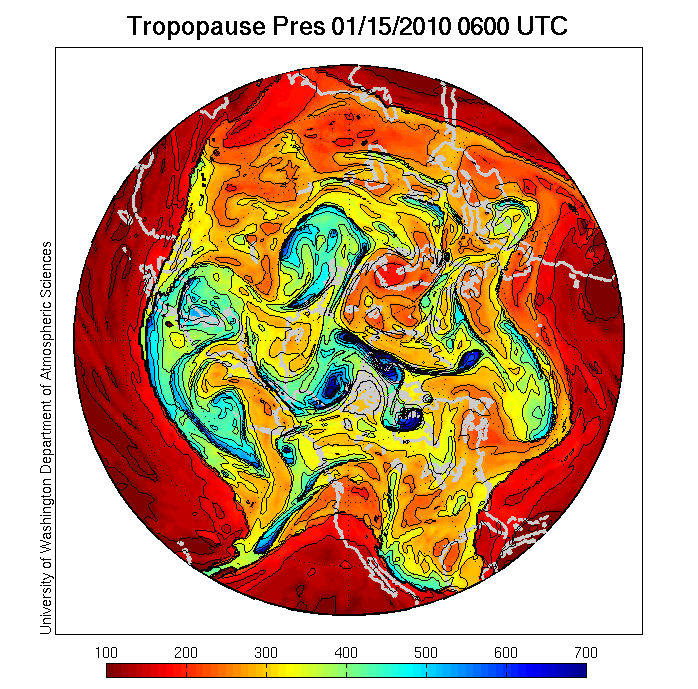 Tropopause Pres 01/15/2010 0600 UTC
University of Washington Department of Atmospheric Sciences
100 200 300 400 500 600 700